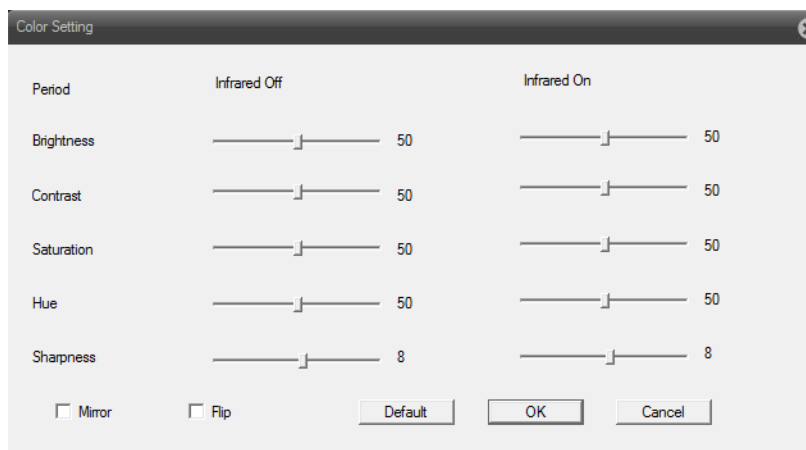 Color Setting
Period Infrared Off Infrared On
Brightness 50 50
Contrast 50 50
Saturation 50 50
Hue 50 50
Sharpness 8 8
Mirror Flip Default OK Cancel